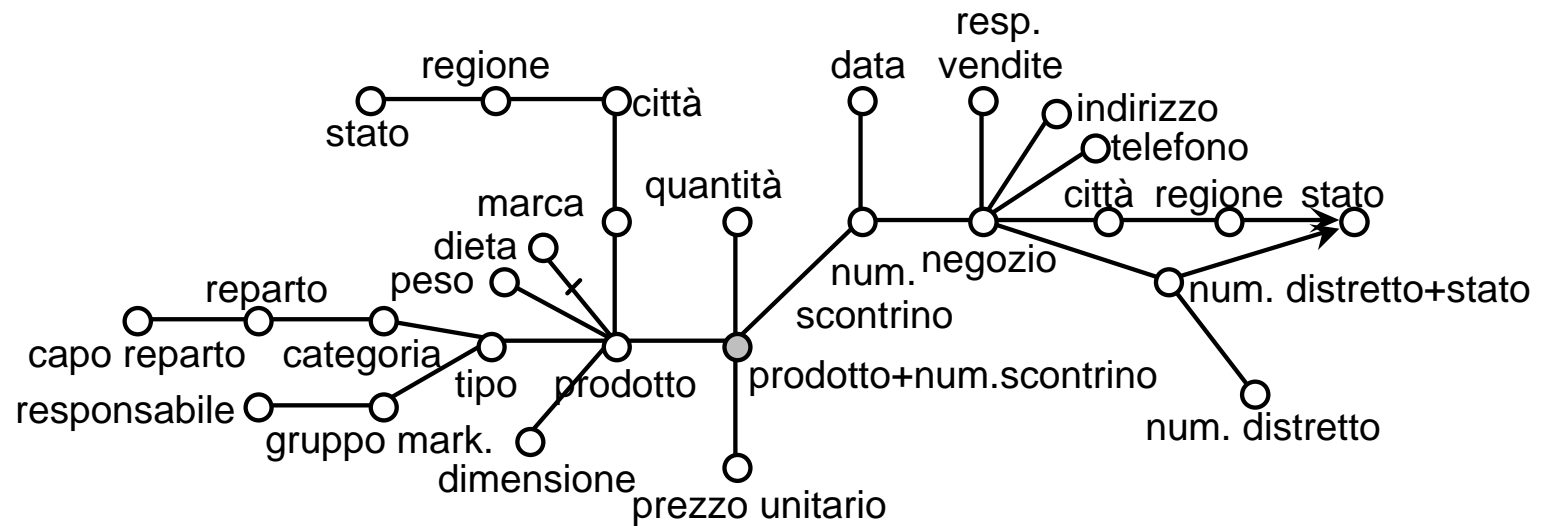 resp.
regione
data
vendite
città
indirizzo
stato
telefono
quantità
città
regione
stato
marca
dieta
negozio
peso
num.
reparto
num. distretto+stato
scontrino
capo reparto
categoria
prodotto+num.scontrino
tipo
prodotto
responsabile
num. distretto
gruppo mark.
dimensione
prezzo unitario